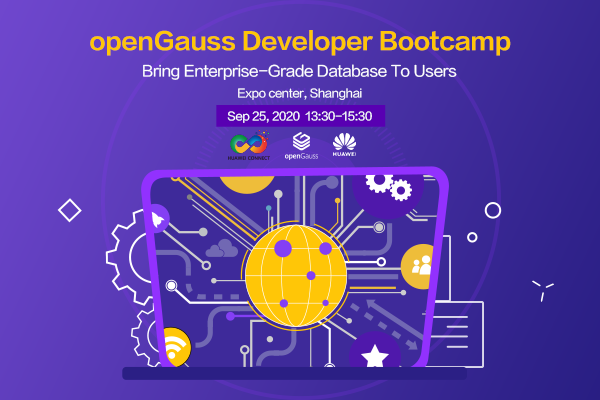 openGauss Developer Bootcamp
Bring Enterprise-Grade Database To Users
Expo center, Shanghai
Sep 25, 2020 13:30-15:30
HUAWEI CONNECT
openGauss
HUAWEI